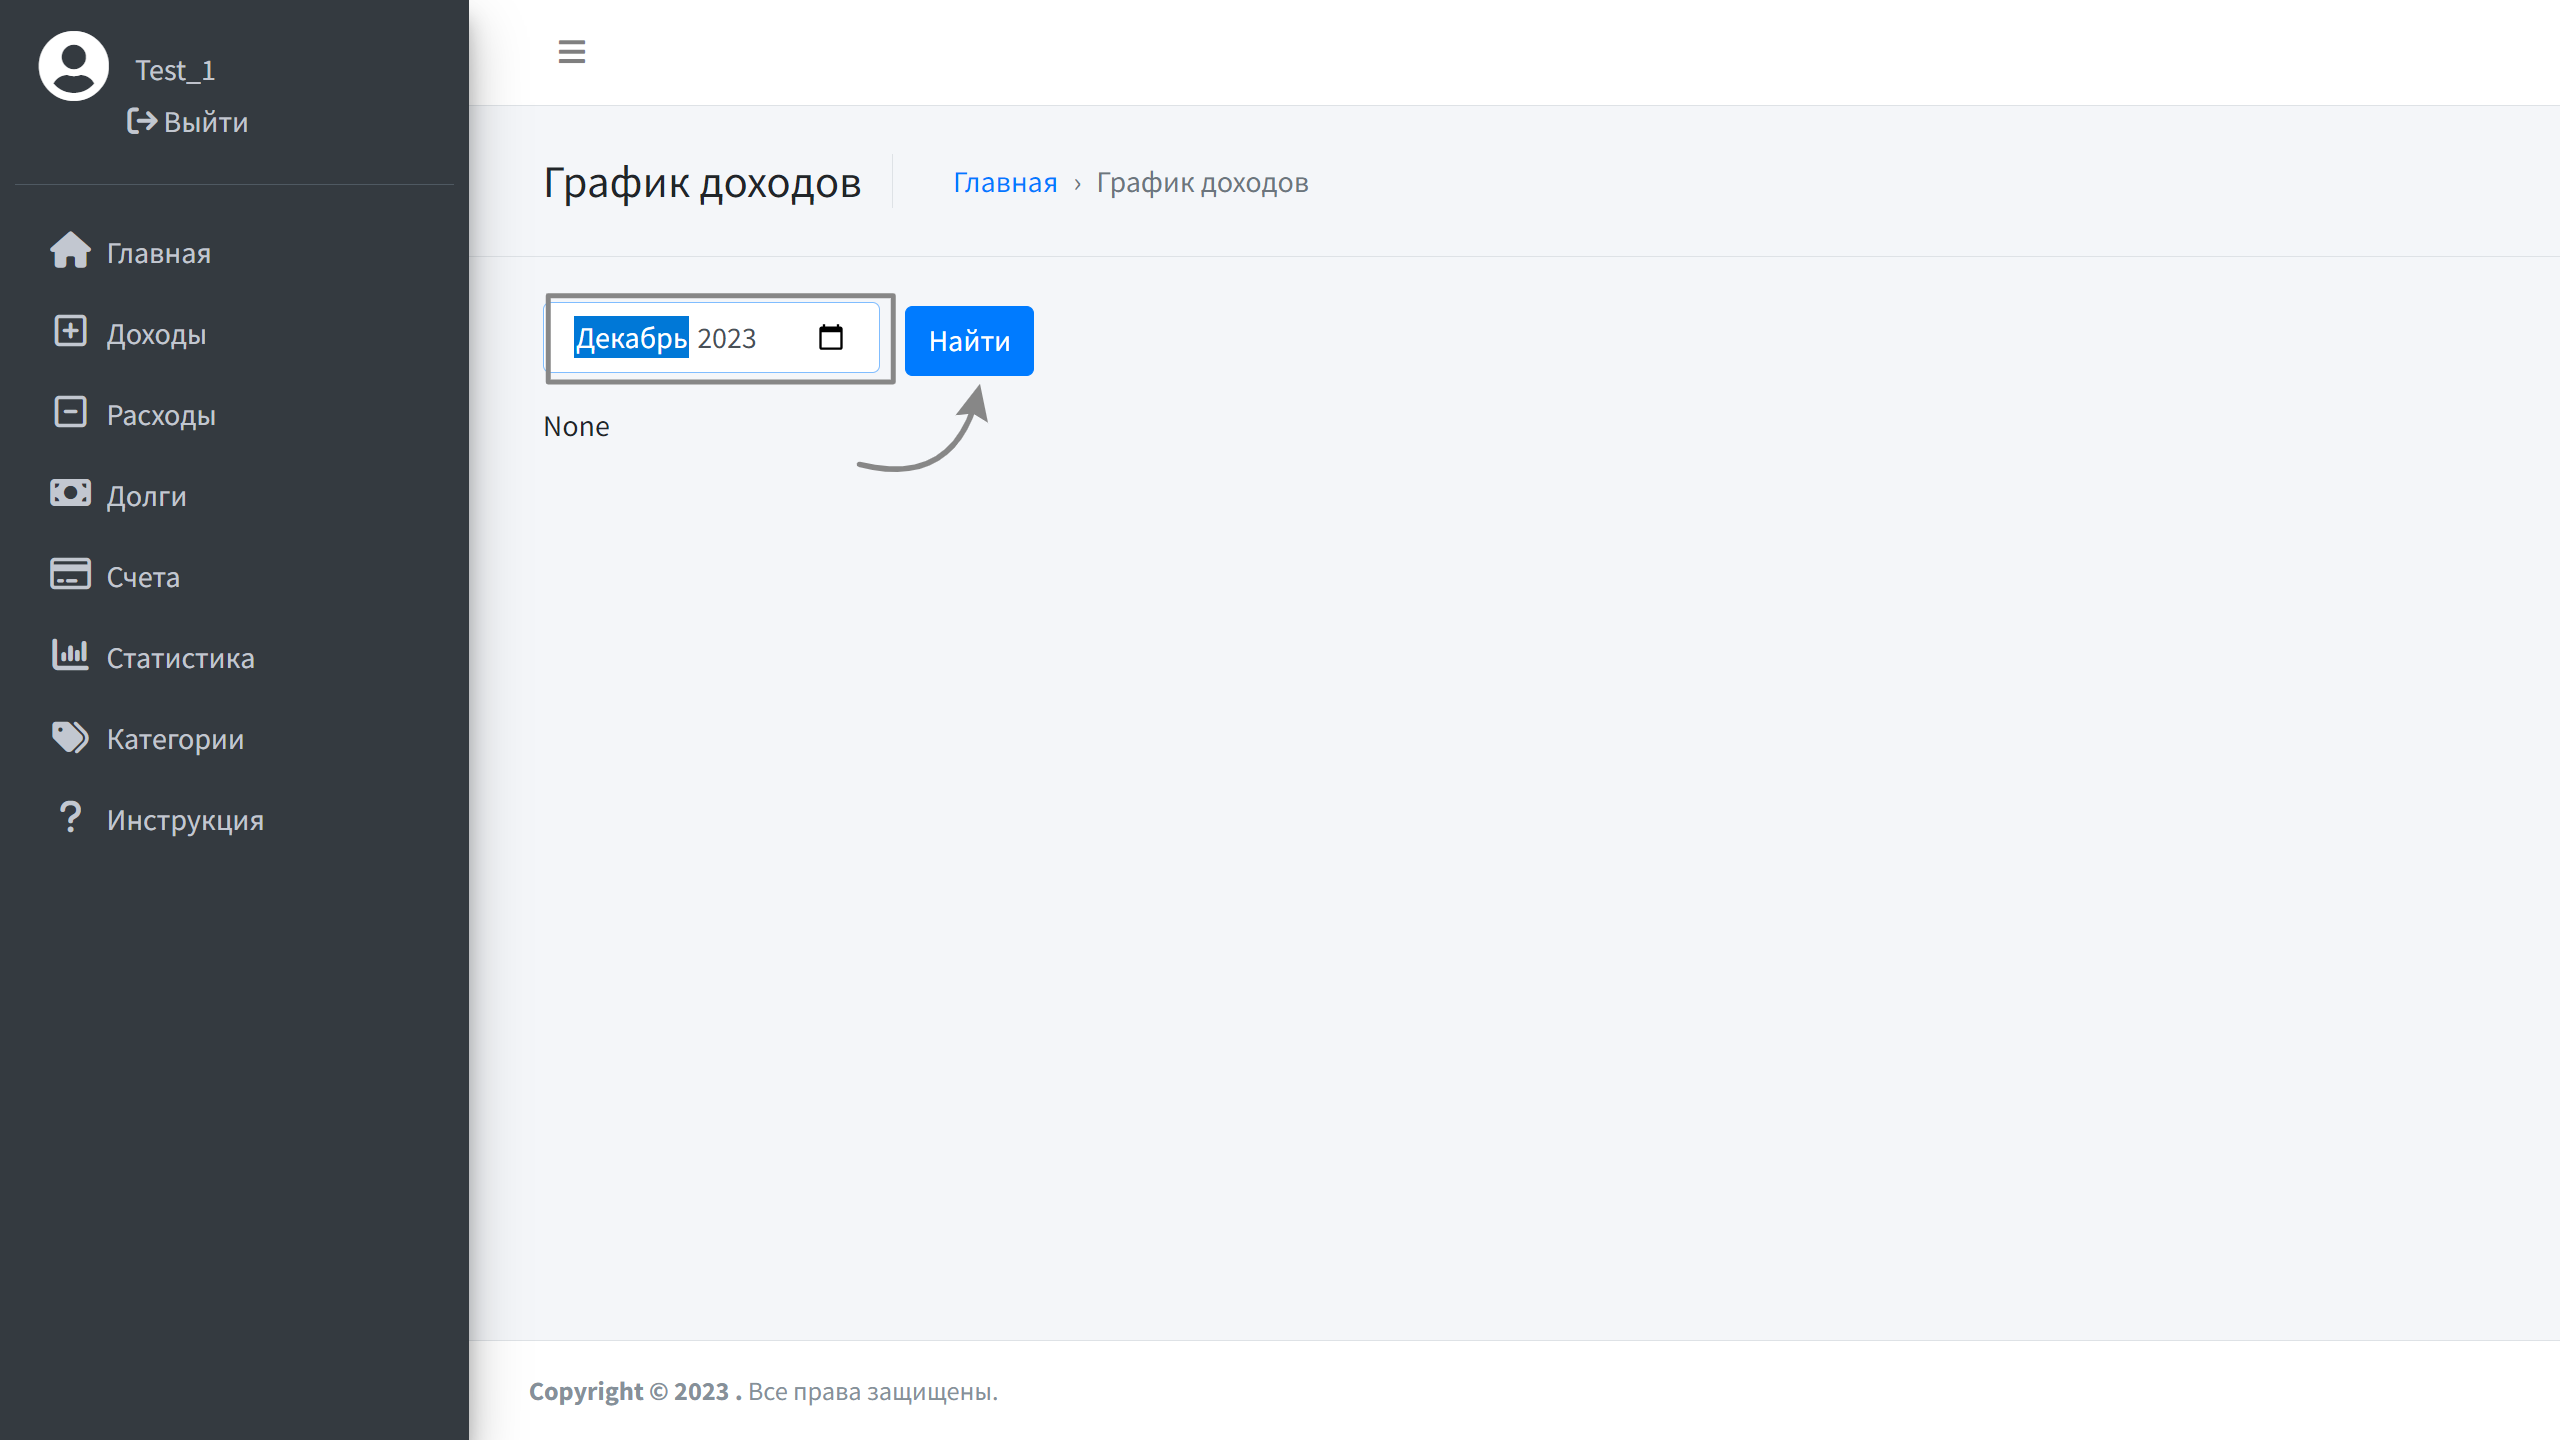 Test_1
Выйти
Главная
Доходы
Расходы
Долги
Счета
Статистика
Категории
Инструкция
График доходов
Главная › График доходов
Декабрь 2023
Найти
None
Copyright © 2023 . Все права защищены.